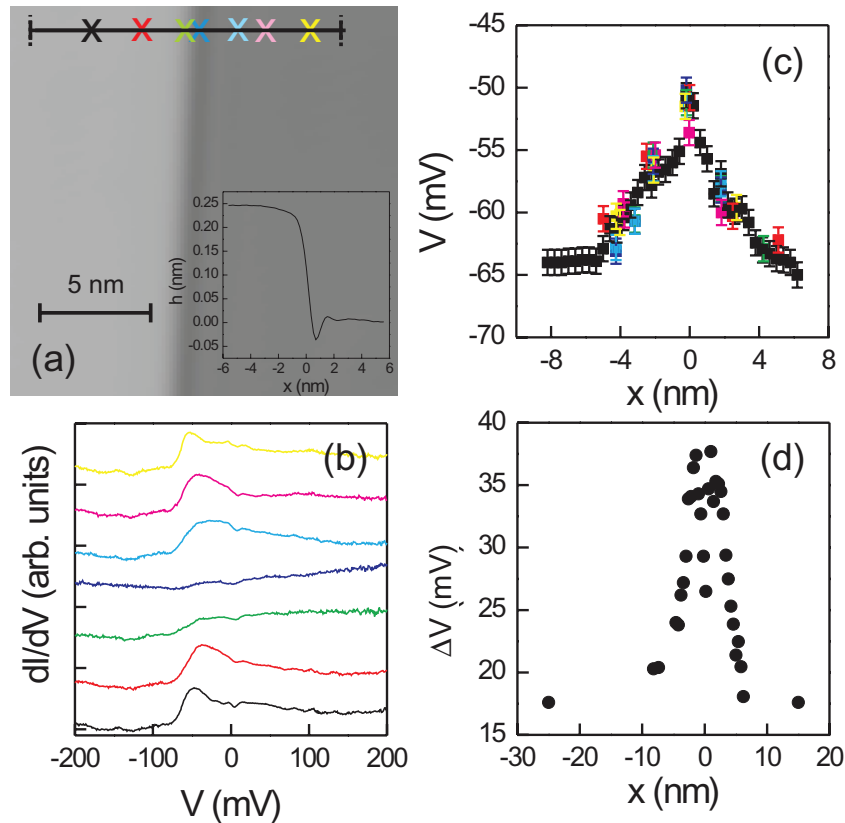 (a)
5 nm
h (nm)
0.25
0.20
0.15
0.10
0.05
0.00
-0.05
-6 -4 -2 0 2 4 6
x (nm)
(c)
V (mV)
-45
-50
-55
-60
-65
-70
-8 -4 0 4 8
x (nm)
(b)
dI/dV (arb. units)
-200 -100 0 100 200
V (mV)
(d)
ΔV (mV)
40
35
30
25
20
15
-30 -20 -10 0 10 20
x (nm)